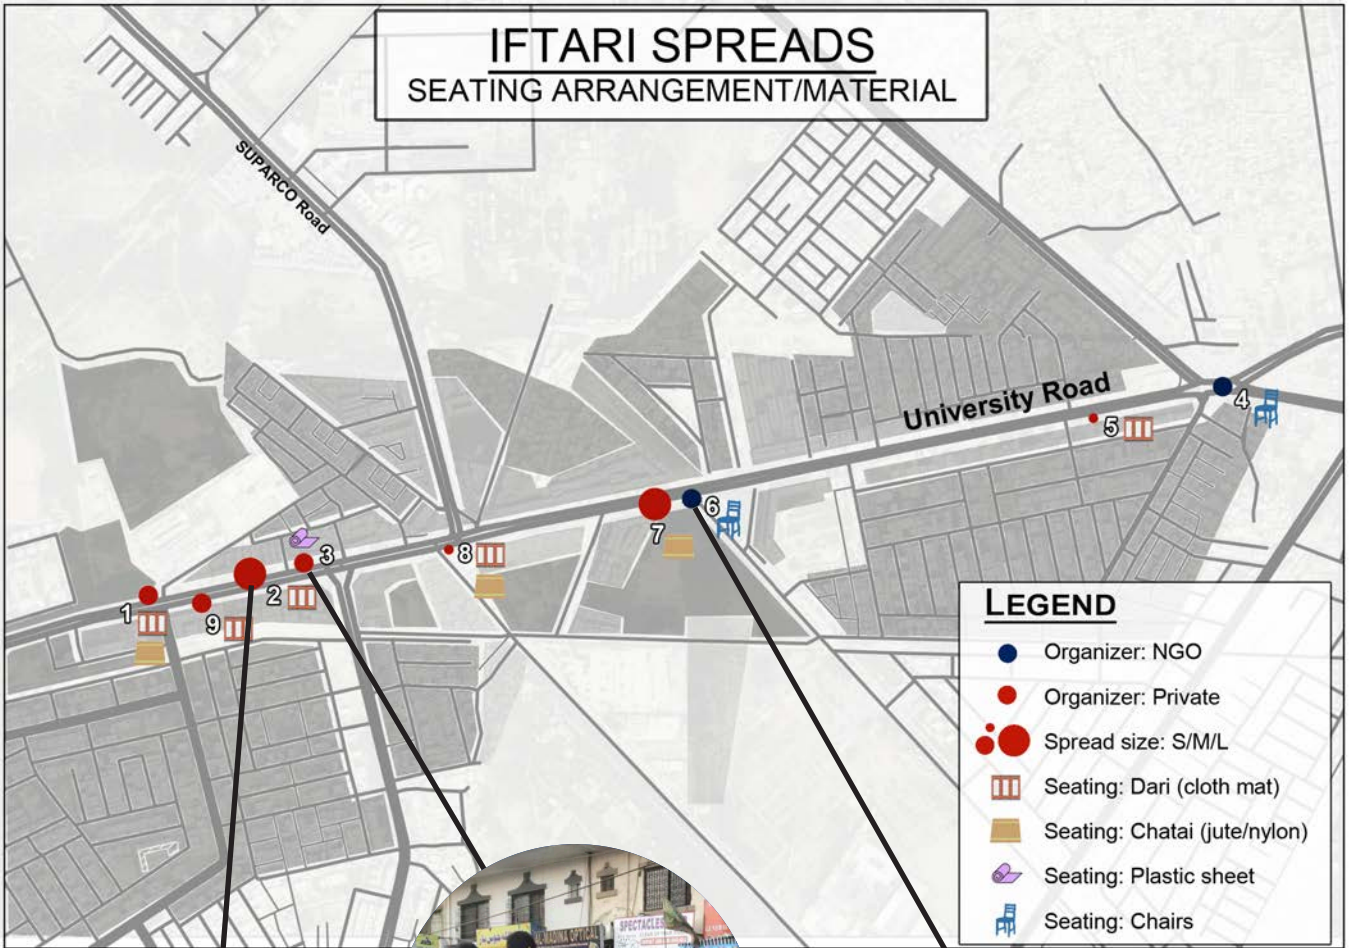 IFTARI SPREADS
SEATING ARRANGEMENT/MATERIAL
SUPARCO Road
University Road
4
5
6
7
8
3
2
1
9
LEGEND
Organizer: NGO
Organizer: Private
Spread size: S/M/L
Seating: Dari (cloth mat)
Seating: Chatai (jute/nylon)
Seating: Plastic sheet
Seating: Chairs
SPECTACLES
MADINA OPTICAL